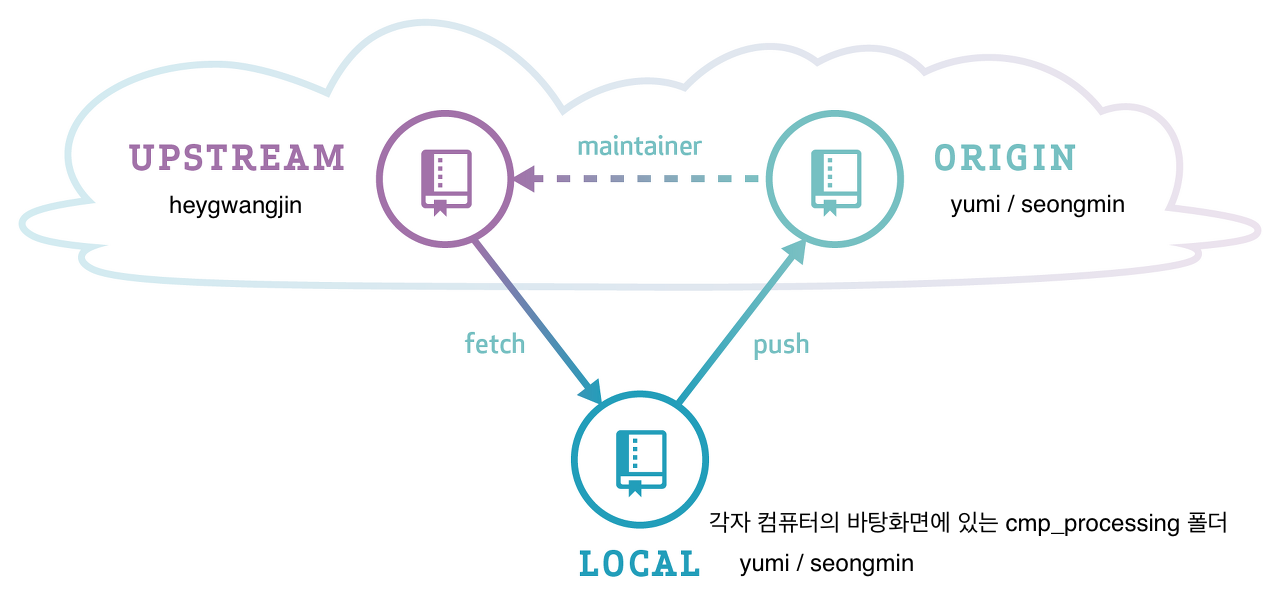 maintainer
UPSTREAM
ORIGIN
heygwangjin
yumi / seongmin
fetch
push
각자 컴퓨터의 바탕화면에 있는 cmp_processing 폴더
LOCAL
yumi / seongmin